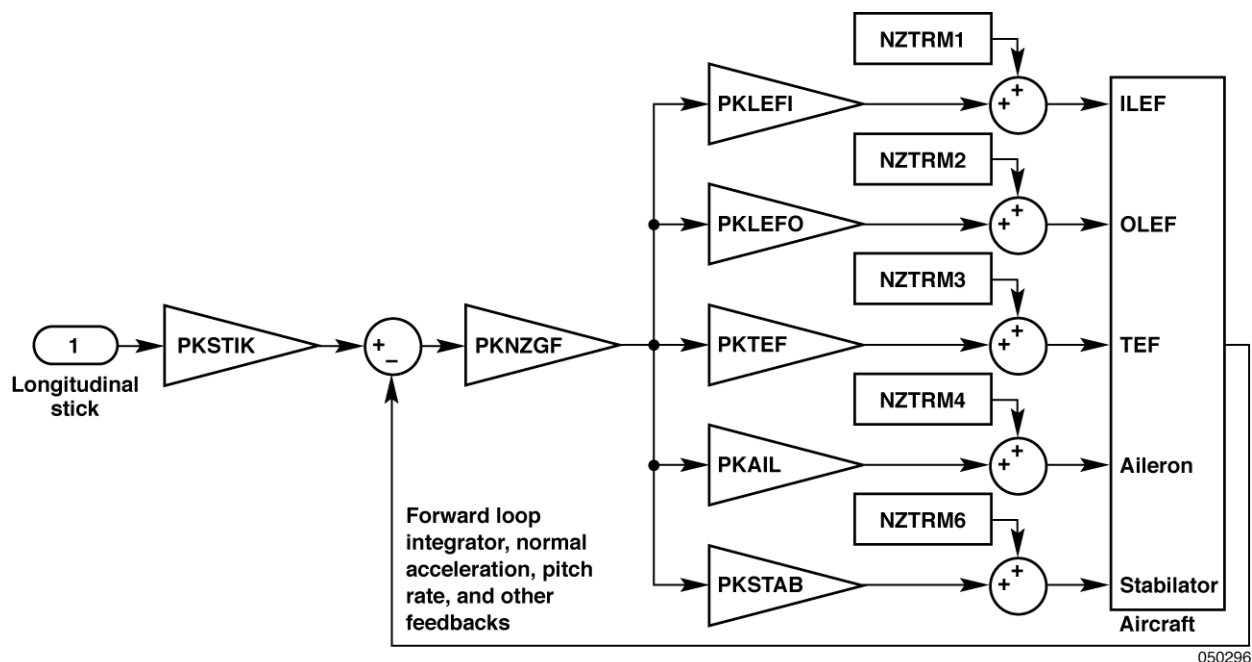 NZTRM1
PKLEFI
+
+
ILEF
NZTRM2
PKLEFO
+
+
OLEF
NZTRM3
1
PKSTIK
+
–
PKNZGF
PKTEF
+
+
TEF
Longitudinal
stick
NZTRM4
PKAIL
+
+
Aileron
Forward loop
integrator, normal
acceleration, pitch
rate, and other
feedbacks
NZTRM6
PKSTAB
+
+
Stabilator
Aircraft
050296